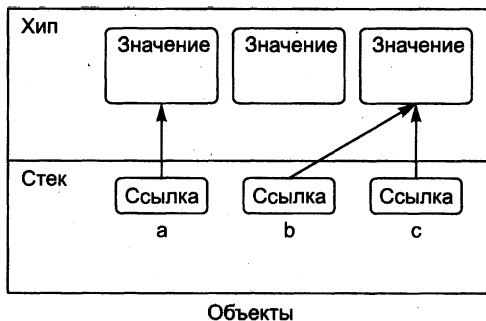 Хип
Значение Значение Значение
Стек
Ссылка Ссылка Ссылка
a b c
Объекты